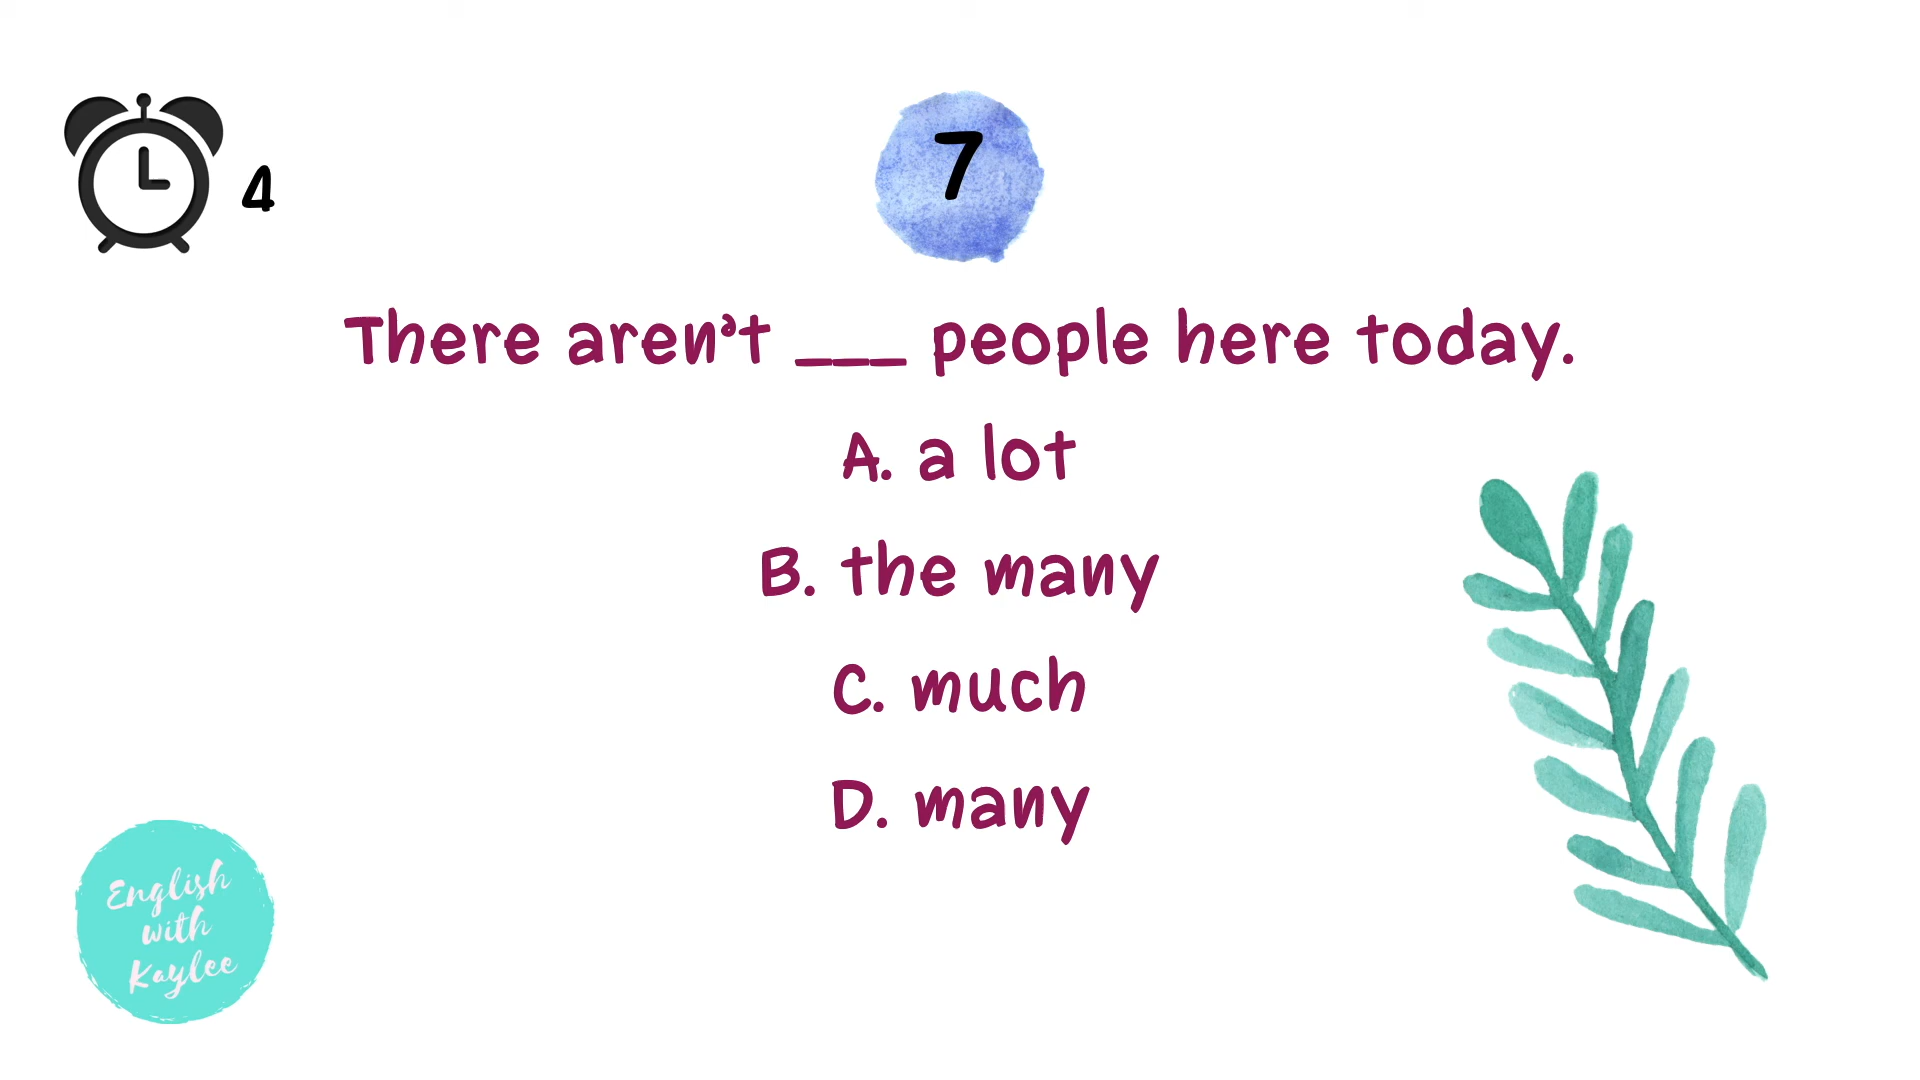 4
7
There aren't ___ people here today.
A. a lot
B. the many
C. much
D. many
English
with
Kaylee